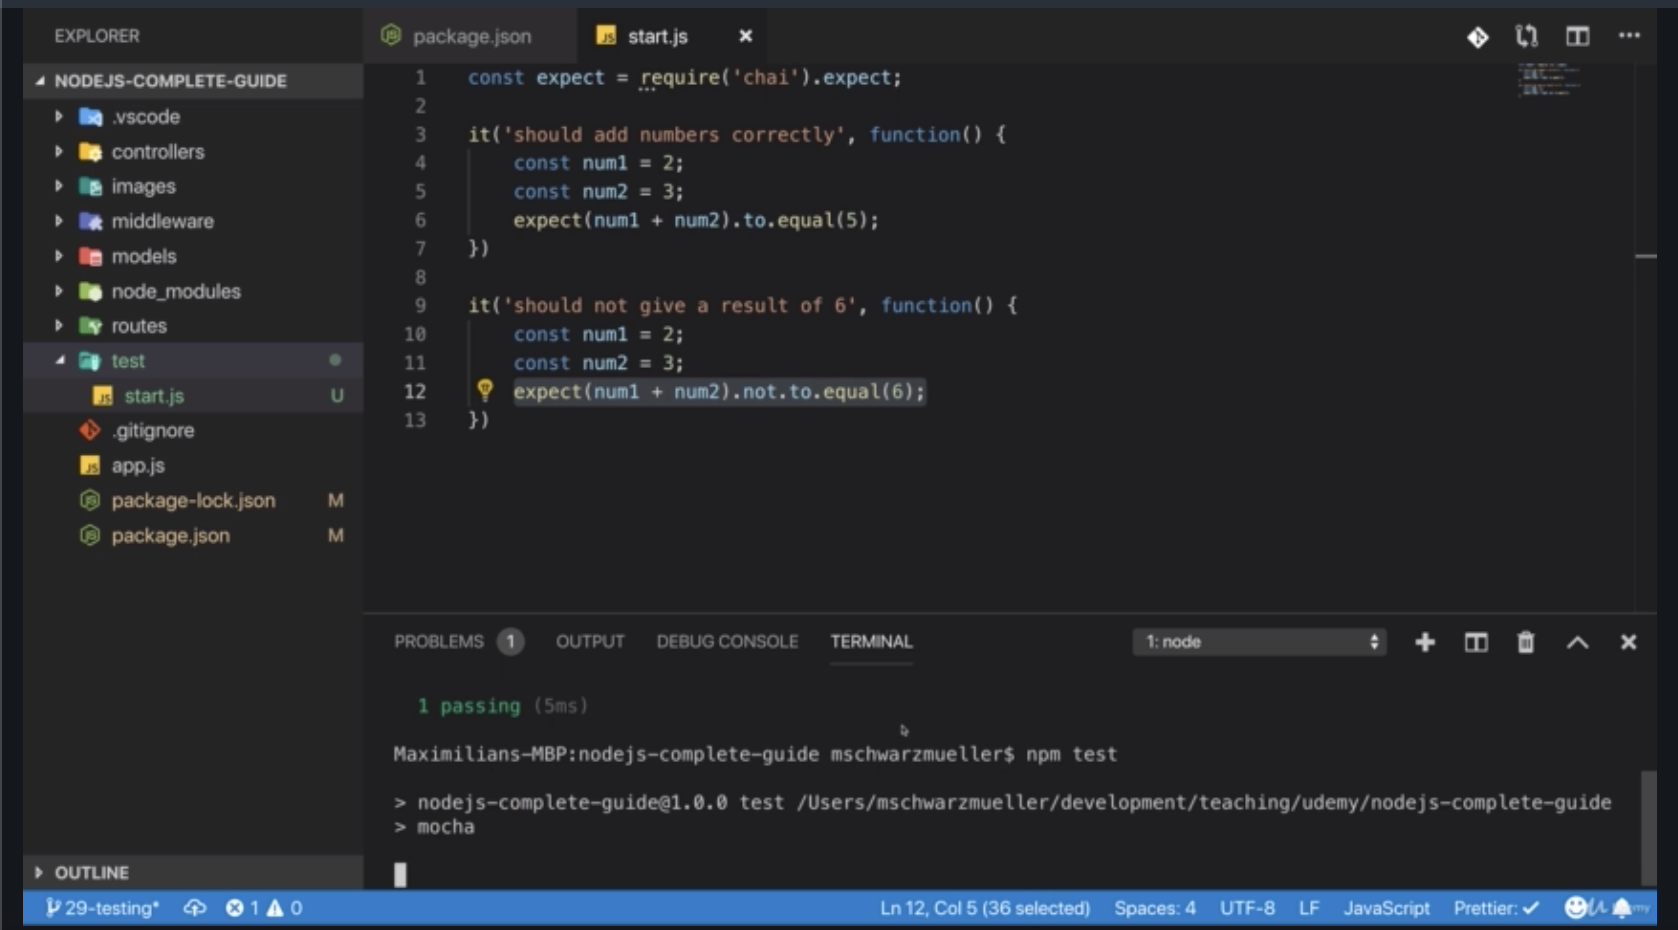 EXPLORER
NODEJS-COMPLETE-GUIDE
.vscode
controllers
images
middleware
models
node_modules
routes
test
start.js U
.gitignore
app.js
package-lock.json M
package.json M
OUTLINE
package.json
start.js
1 const expect = require('chai').expect;
2
3 it('should add numbers correctly', function() {
4 const num1 = 2;
5 const num2 = 3;
6 expect(num1 + num2).to.equal(5);
7 })
8
9 it('should not give a result of 6', function() {
10 const num1 = 2;
11 const num2 = 3;
12 expect(num1 + num2).not.to.equal(6);
13 })
PROBLEMS 1 OUTPUT DEBUG CONSOLE TERMINAL 1: node
1 passing (5ms)
Maximilians-MBP:nodejs-complete-guide mschwarzmueller$ npm test
> nodejs-complete-guide@1.0.0 test /Users/mschwarzmueller/development/teaching/udemy/nodejs-complete-guide
> mocha
29-testing* 1 0 Ln 12, Col 5 (36 selected) Spaces: 4 UTF-8 LF JavaScript Prettier: ✓